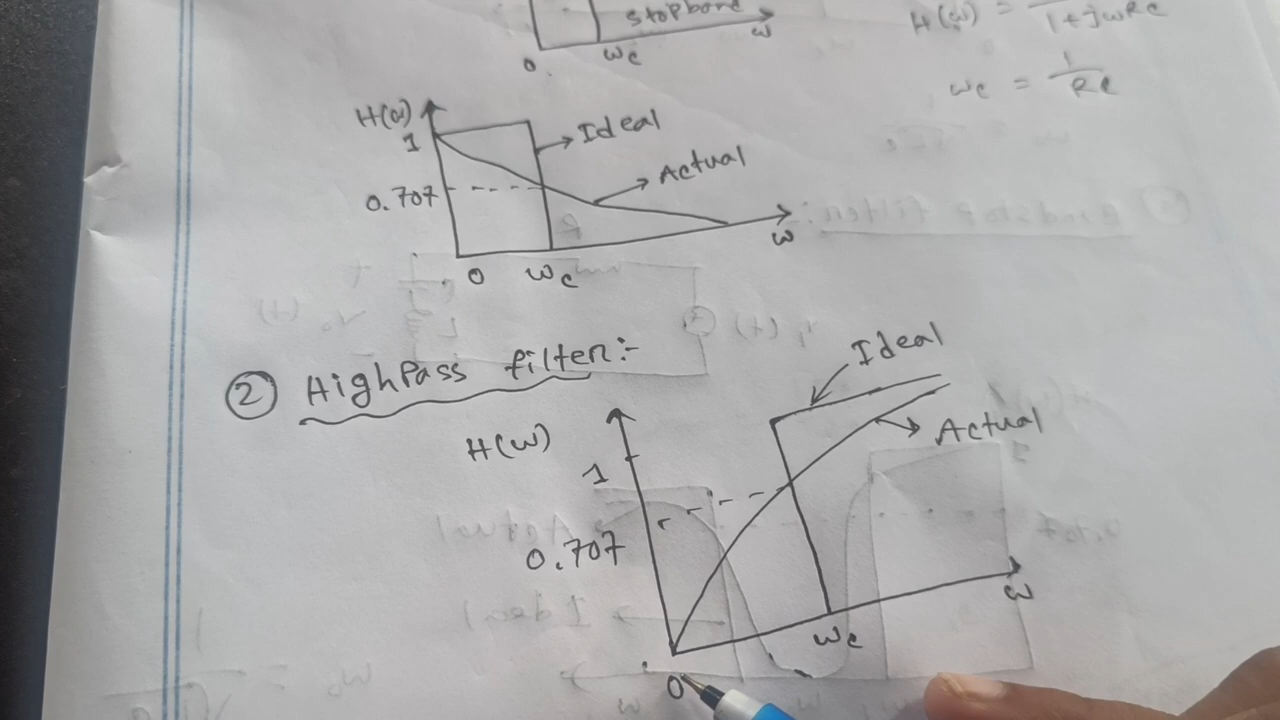 stopband
ω
0
ωc
H(ω) =
1+jωRC
ωc = 1/RC
H(ω)
1
Ideal
0.707
Actual
0
ωc
ω
② HighPass filter:-
Ideal
H(ω)
Actual
1
0.707
ωc
ω
0